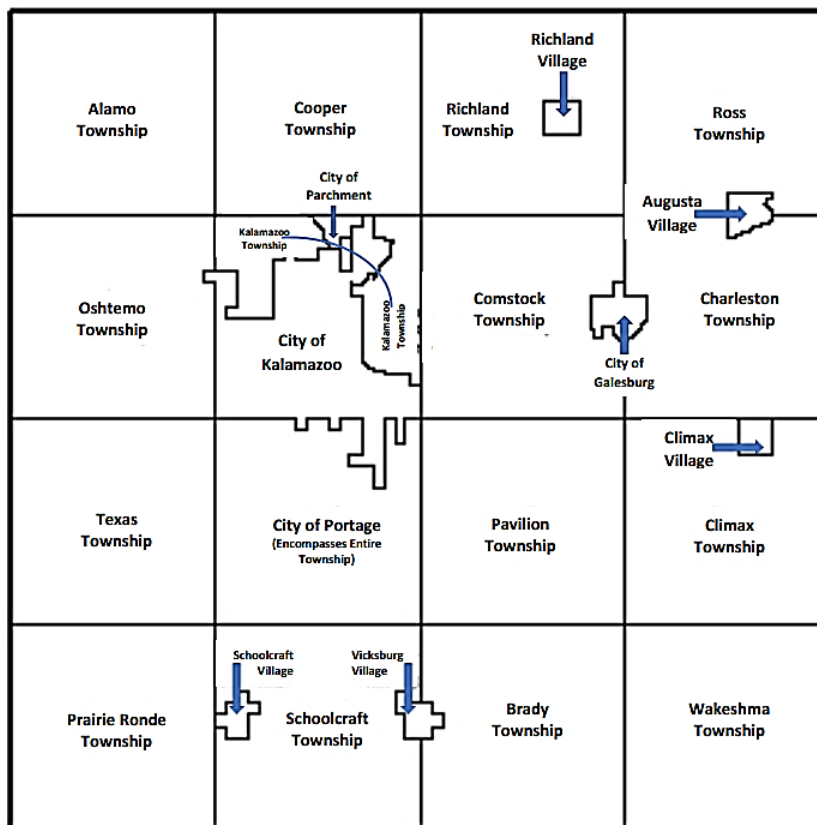 Richland
Village
Alamo
Township
Cooper
Township
Richland
Township
Ross
Township
City of
Parchment
Augusta
Village
Kalamazoo
Township
Oshtemo
Township
City of
Kalamazoo
Kalamazoo
Township
Comstock
Township
Charleston
Township
City of
Galesburg
Climax
Village
Texas
Township
City of Portage
(Encompasses Entire
Township)
Pavilion
Township
Climax
Township
Schoolcraft
Village
Vicksburg
Village
Prairie Ronde
Township
Schoolcraft
Township
Brady
Township
Wakeshma
Township